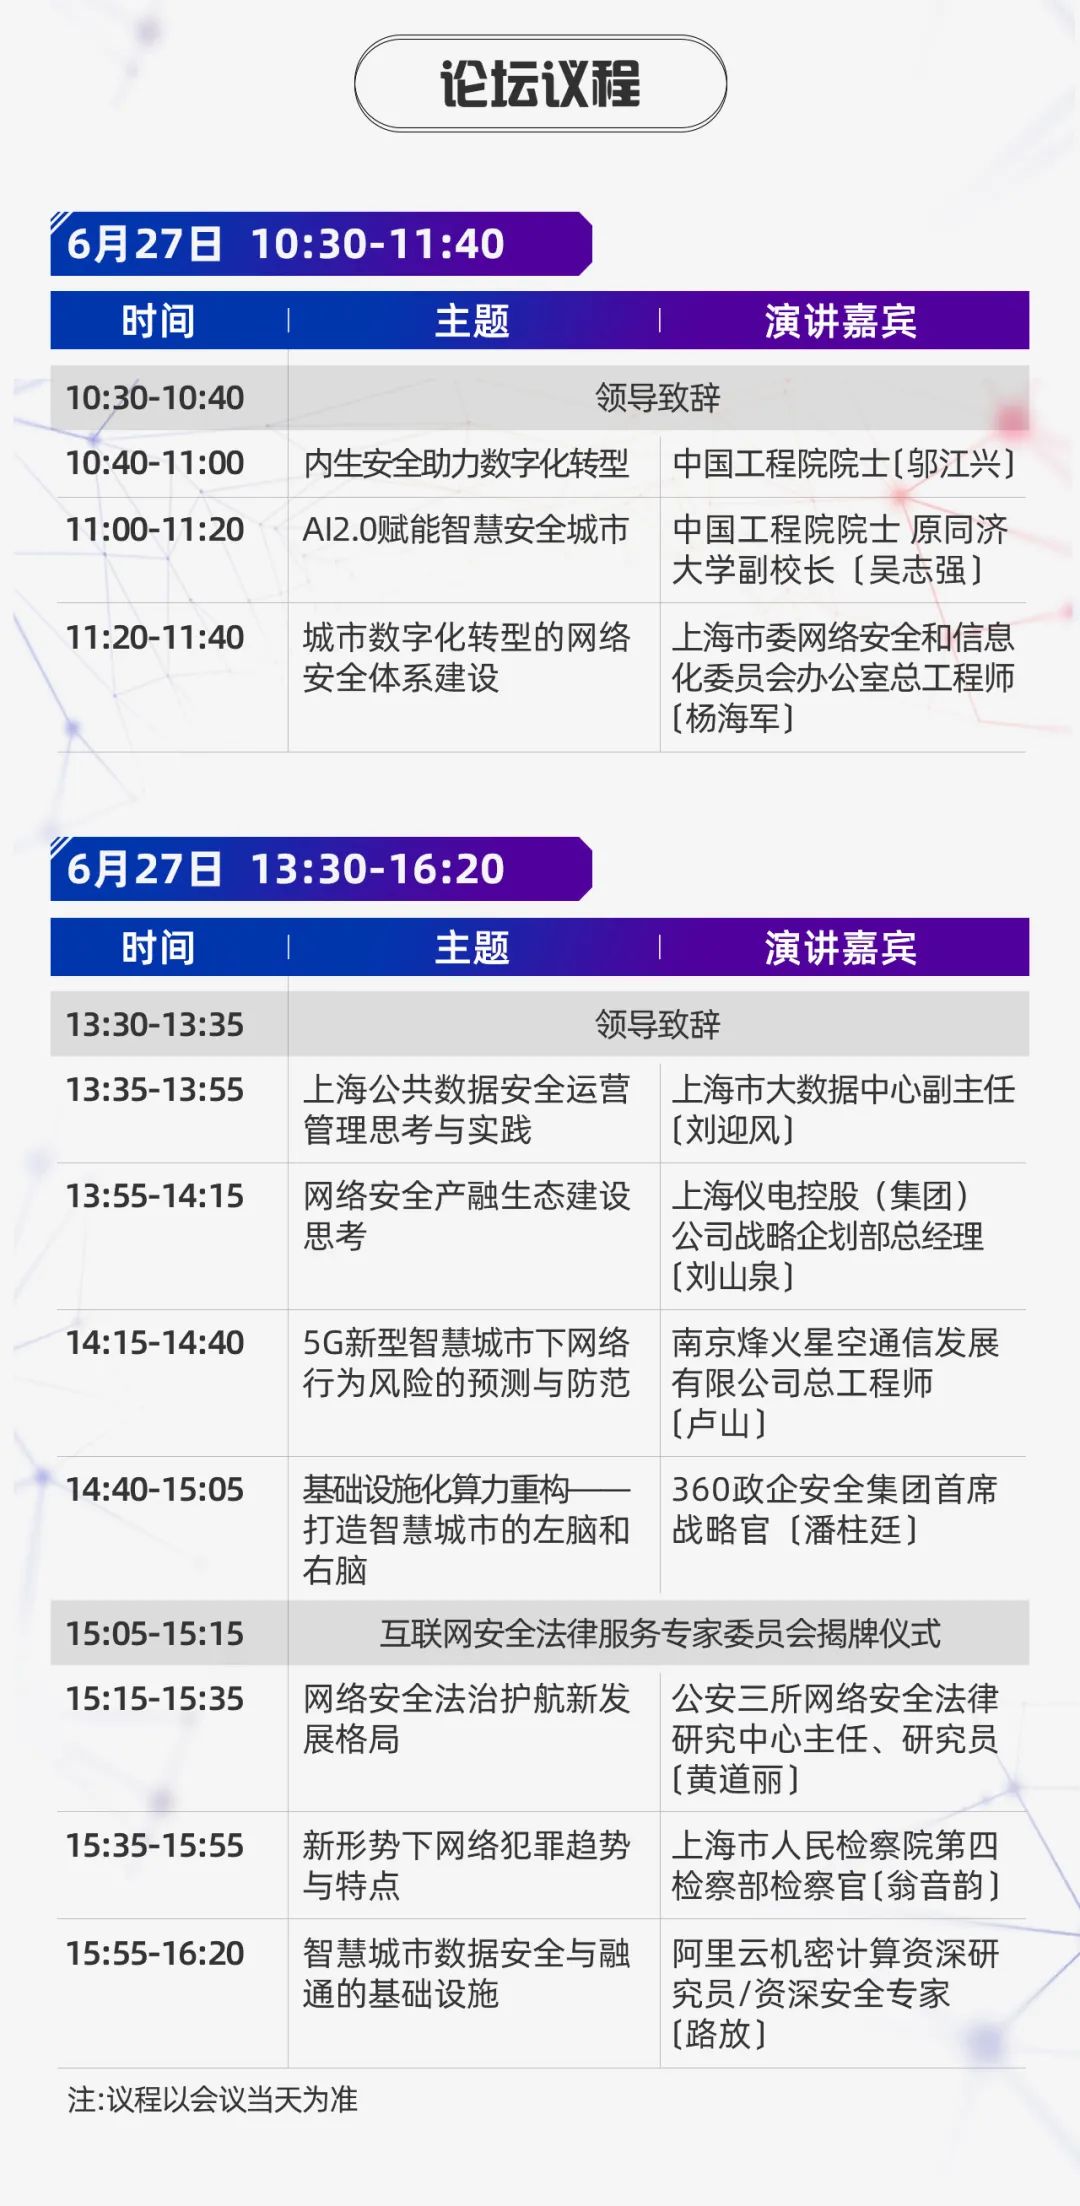 论坛议程
6月27日 10:30-11:40
时间 主题 演讲嘉宾
10:30-10:40 领导致辞
10:40-11:00 内生安全助力数字化转型 中国工程院院士〔邬江兴〕
11:00-11:20 AI2.0赋能智慧安全城市 中国工程院院士 原同济
大学副校长〔吴志强〕
11:20-11:40 城市数字化转型的网络 上海市委网络安全和信息
安全体系建设 化委员会办公室总工程师
〔杨海军〕
6月27日 13:30-16:20
时间 主题 演讲嘉宾
13:30-13:35 领导致辞
13:35-13:55 上海公共数据安全运营 上海市大数据中心副主任
管理思考与实践 〔刘迎风〕
13:55-14:15 网络安全产融生态建设 上海仪电控股（集团）
思考 公司战略企划部总经理
〔刘山泉〕
14:15-14:40 5G新型智慧城市下网络 南京烽火星空通信发展
行为风险的预测与防范 有限公司总工程师
〔卢山〕
14:40-15:05 基础设施化算力重构—— 360政企安全集团首席
打造智慧城市的左脑和 战略官〔潘柱廷〕
右脑
15:05-15:15 互联网安全法律服务专家委员会揭牌仪式
15:15-15:35 网络安全法治护航新发 公安三所网络安全法律
展格局 研究中心主任、研究员
〔黄道丽〕
15:35-15:55 新形势下网络犯罪趋势 上海市人民检察院第四
与特点 检察部检察官〔翁音韵〕
15:55-16:20 智慧城市数据安全与融 阿里云机密计算资深研
通的基础设施 究员/资深安全专家
〔路放〕
注:议程以会议当天为准